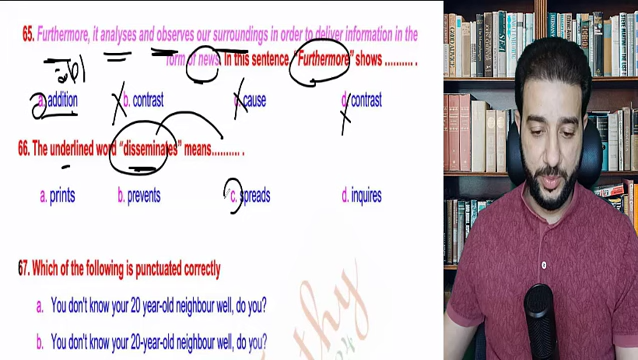 65. Furthermore, it analyses and observes our surroundings in order to deliver information in the
form of news. In this sentence, "Furthermore" shows ..........
a. addition b. contrast c. cause d. contrast
66. The underlined word "disseminates" means.......... .
a. prints b. prevents c. spreads d. inquires
67. Which of the following is punctuated correctly
a. You don't know your 20 year-old neighbour well, do you?
b. You don't know your 20-year-old neighbour well, do you?